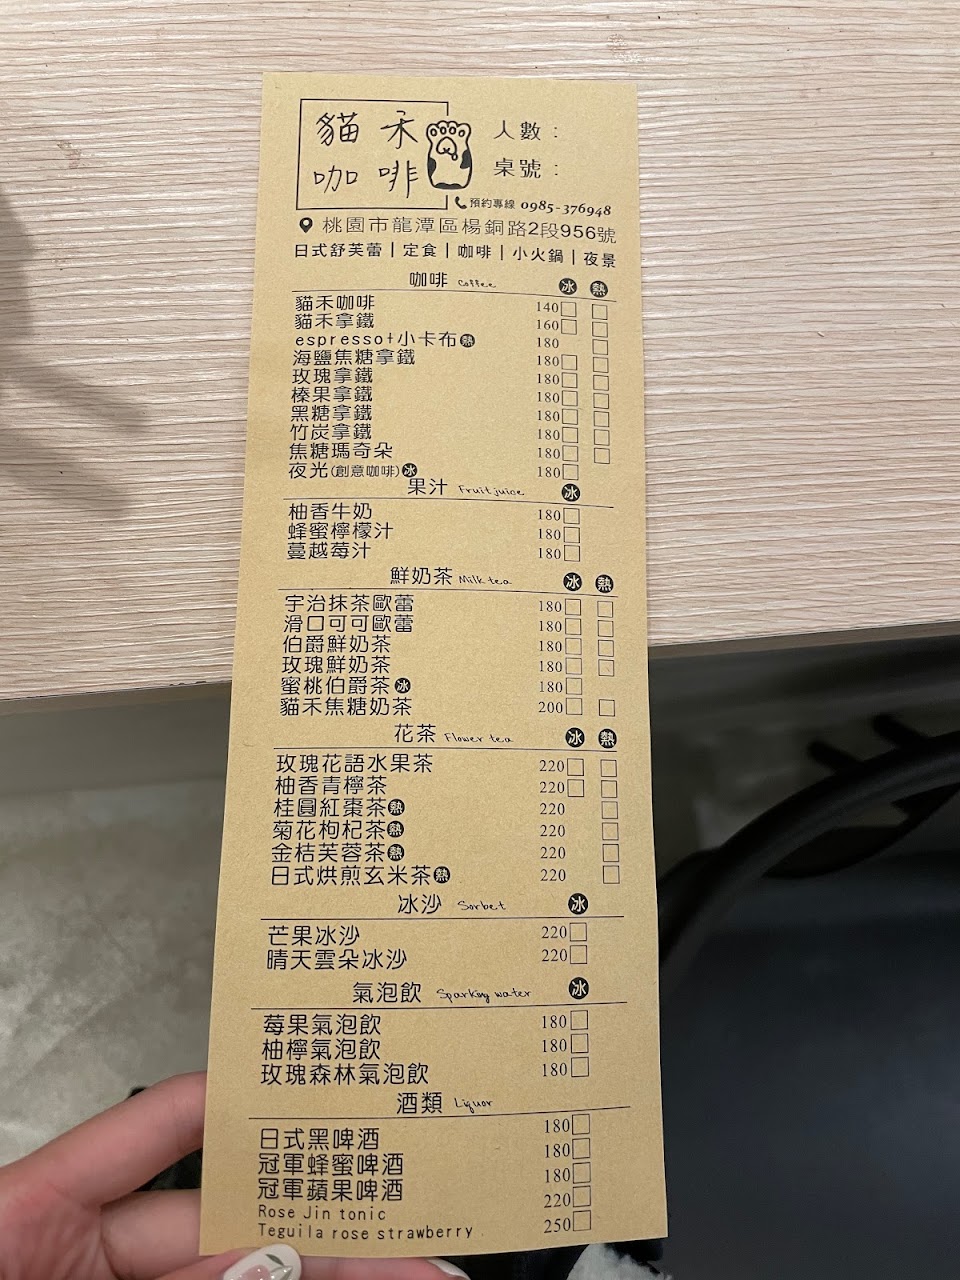 貓禾
咖啡
人數：
桌號：
預約專線 0985-376948
桃園市龍潭區楊銅路2段956號
日式舒芙蕾｜定食｜咖啡｜小火鍋｜夜景
咖啡 Coffee 冰 熱
貓禾咖啡 140
貓禾拿鐵 160
espresso+小卡布 熱 180
海鹽焦糖拿鐵 180
玫瑰拿鐵 180
榛果拿鐵 180
黑糖拿鐵 180
竹炭拿鐵 180
焦糖瑪奇朵 180
夜光(創意咖啡) 冰 180
果汁 Fruit juice 冰
柚香牛奶 180
蜂蜜檸檬汁 180
蔓越莓汁 180
鮮奶茶 Milk tea 冰 熱
宇治抹茶歐蕾 180
滑口可可歐蕾 180
伯爵鮮奶茶 180
玫瑰鮮奶茶 180
蜜桃伯爵茶 冰 180
貓禾焦糖奶茶 200
花茶 Flower tea 冰 熱
玫瑰花語水果茶 220
柚香青檸茶 220
桂圓紅棗茶 熱 220
菊花枸杞茶 熱 220
金桔芙蓉茶 熱 220
日式烘煎玄米茶 熱 220
冰沙 Sorbet 冰
芒果冰沙 220
晴天雲朵冰沙 220
氣泡飲 Sparking water 冰
莓果氣泡飲 180
柚檸氣泡飲 180
玫瑰森林氣泡飲 180
酒類 Liquor
日式黑啤酒 180
冠軍蜂蜜啤酒 180
冠軍蘋果啤酒 180
Rose Jin tonic 220
Teguila rose strawberry 250